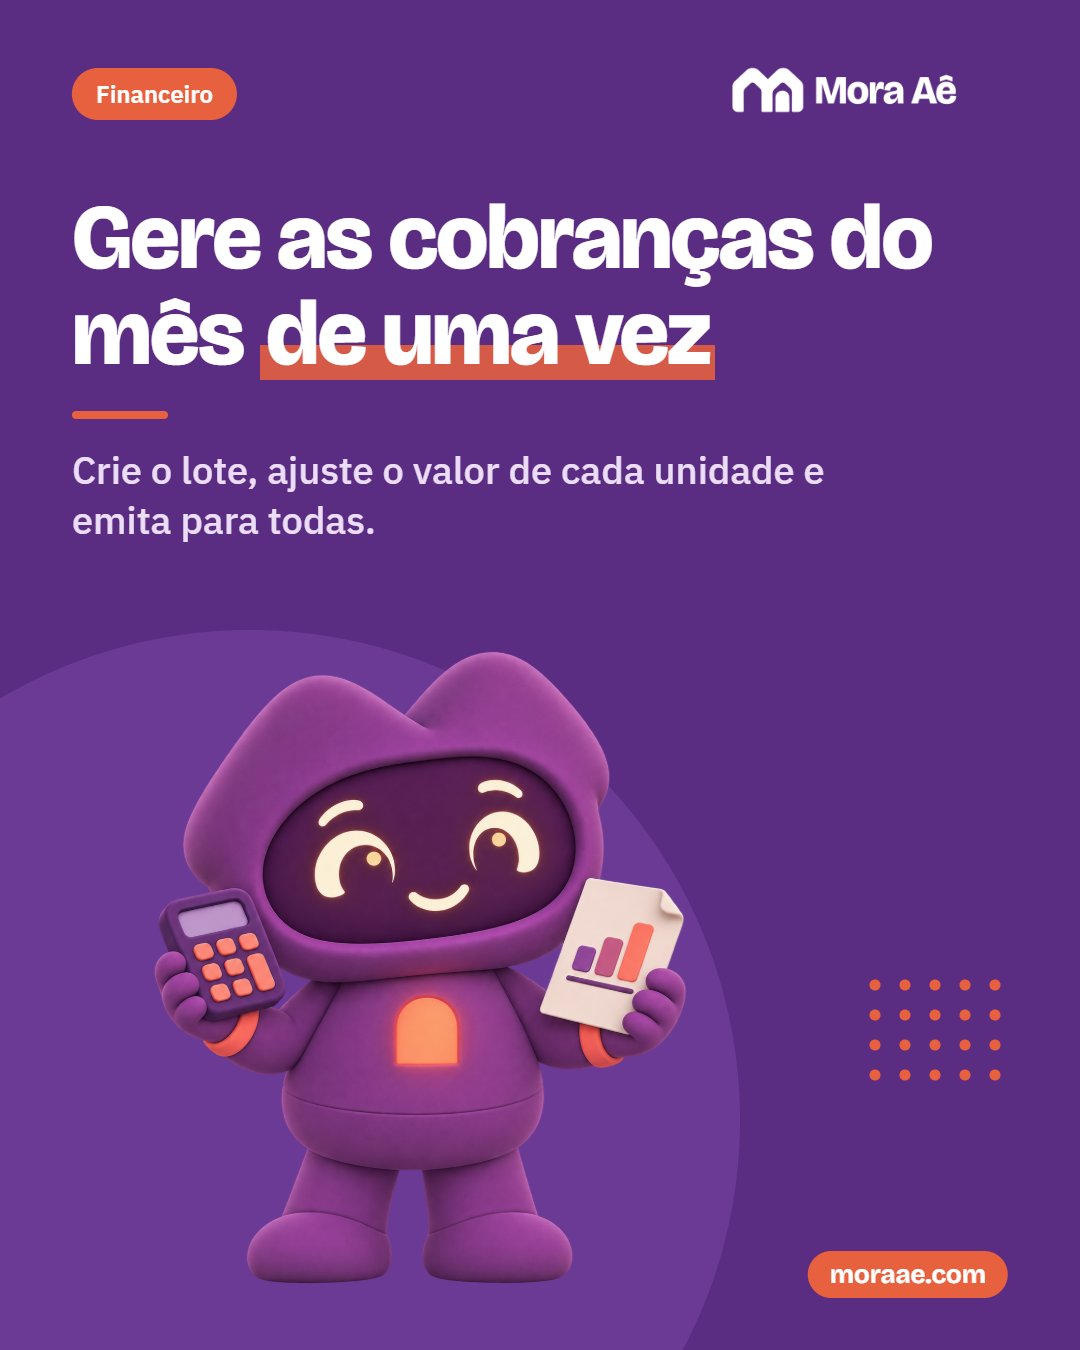 Financeiro
Mora Aê
Gere as cobranças do
mês de uma vez
Crie o lote, ajuste o valor de cada unidade e
emita para todas.
moraae.com